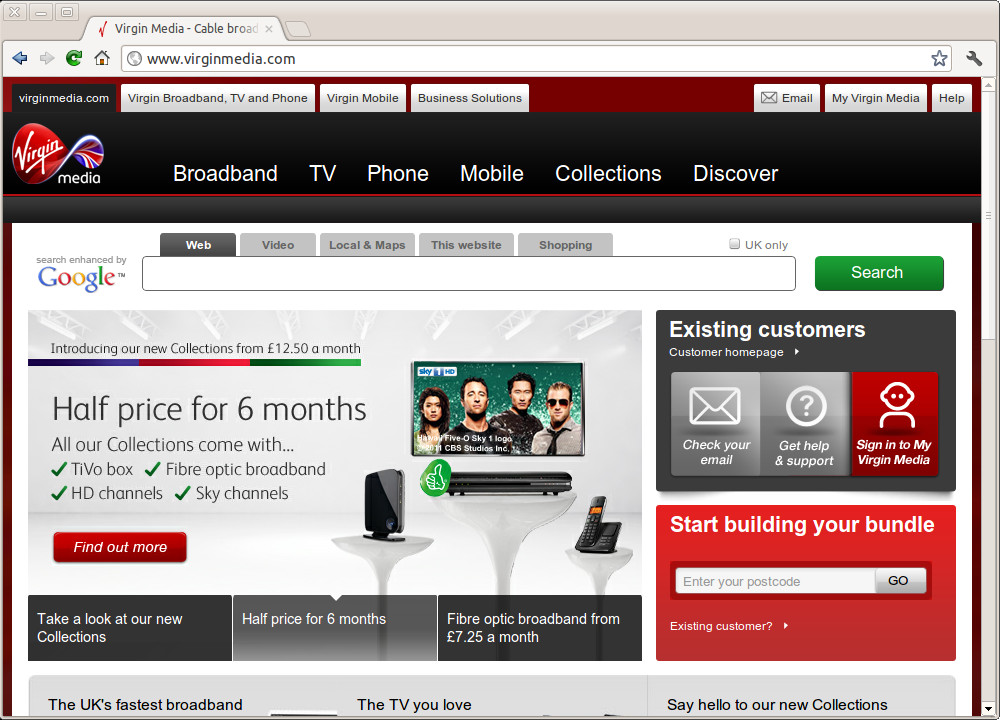 Virgin Media - Cable broad
www.virginmedia.com
virginmedia.com
Virgin Broadband, TV and Phone
Virgin Mobile
Business Solutions
Email
My Virgin Media
Help
Virgin
media
Broadband
TV
Phone
Mobile
Collections
Discover
Web
Video
Local & Maps
This website
Shopping
UK only
search enhanced by
Google™
Search
Introducing our new Collections from £12.50 a month
Half price for 6 months
All our Collections come with...
TiVo box
Fibre optic broadband
HD channels
Sky channels
Find out more
sky 1 HD
Hawaii Five-O Sky 1 logo
©2011 CBS Studios Inc.
Take a look at our new
Collections
Half price for 6 months
Fibre optic broadband from
£7.25 a month
Existing customers
Customer homepage
Check your
email
Get help
& support
Sign in to My
Virgin Media
Start building your bundle
Enter your postcode
GO
Existing customer?
The UK's fastest broadband
The TV you love
Say hello to our new Collections